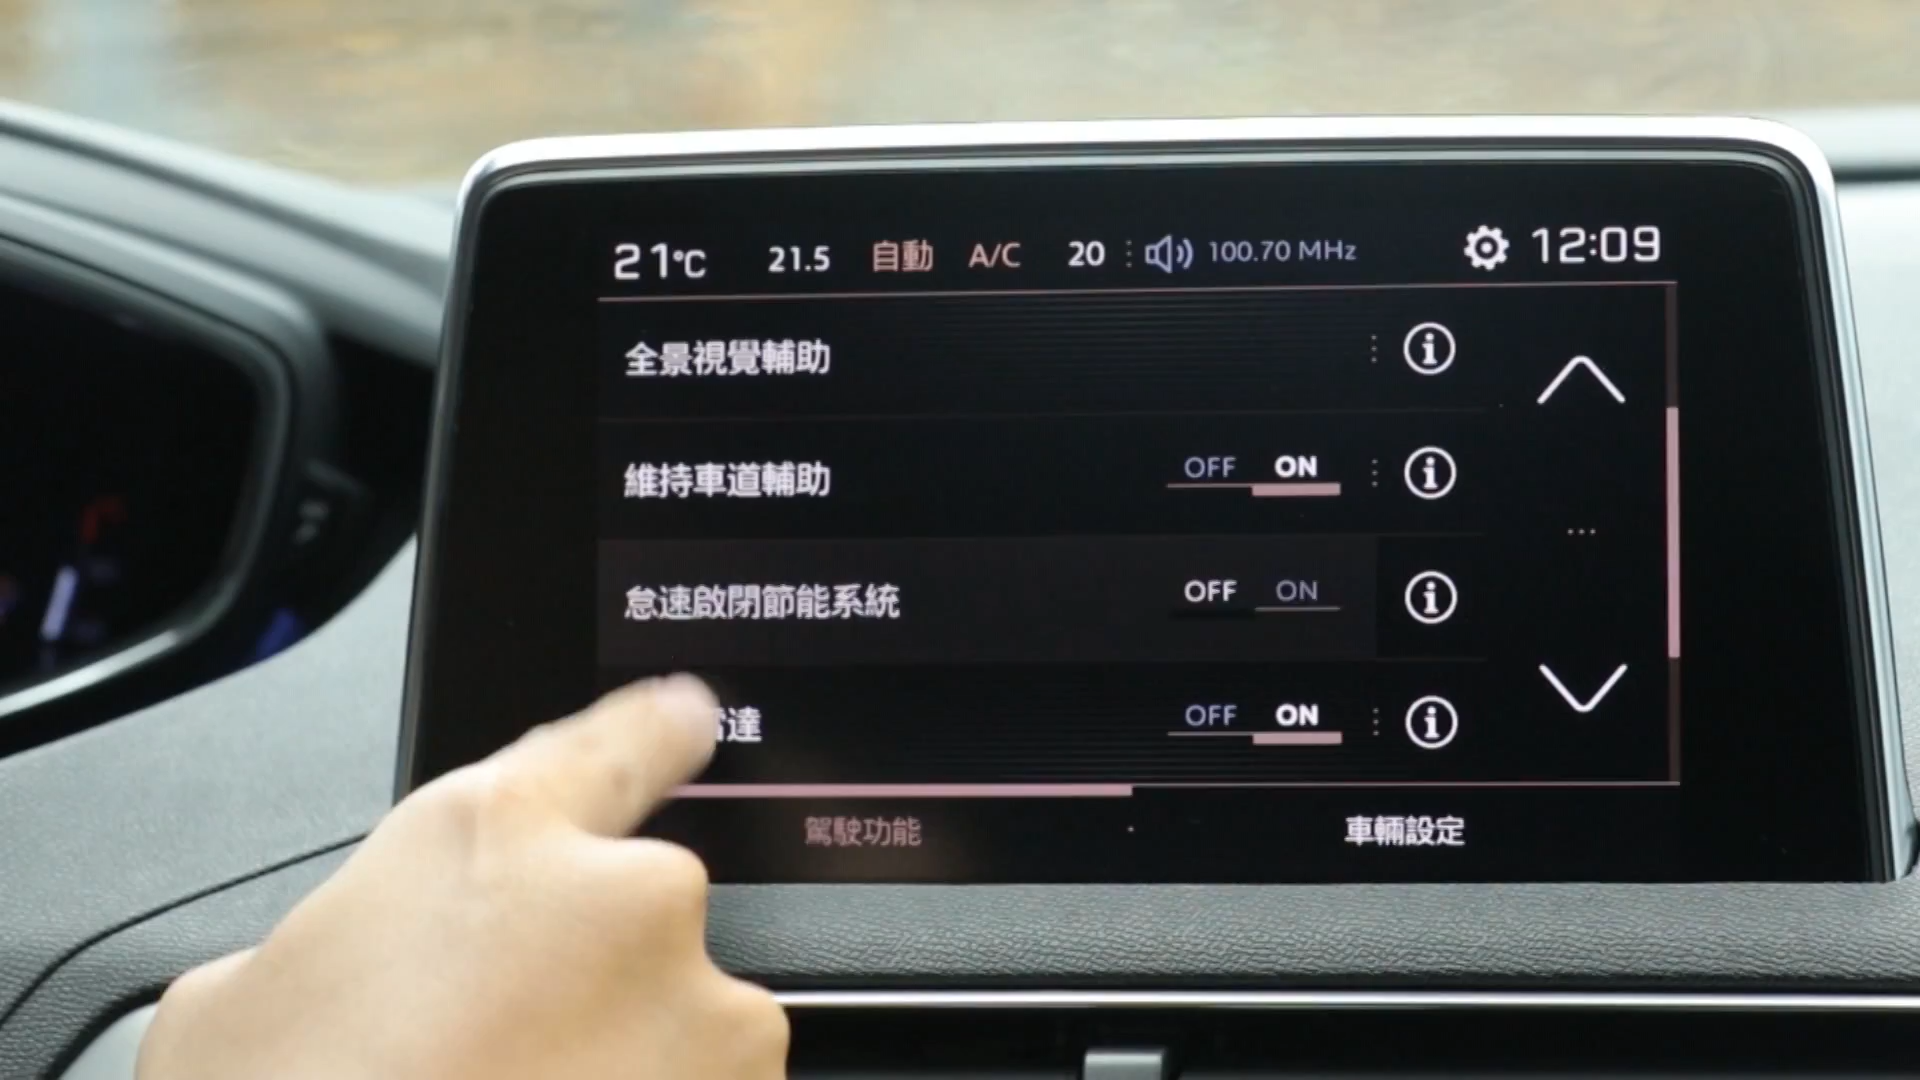 21°C 21.5 自動 A/C 20 100.70 MHz 12:09
全景視覺輔助
維持車道輔助 OFF ON
怠速啟閉節能系統 OFF ON
達 OFF ON
駕駛功能 車輛設定